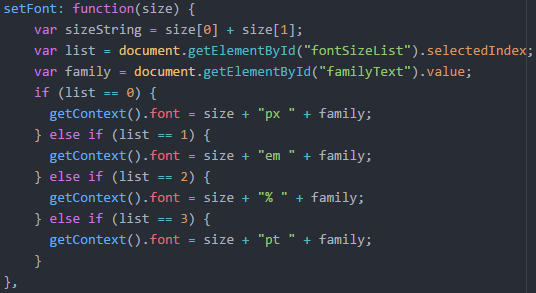 setFont: function(size) {
    var sizeString = size[0] + size[1];
    var list = document.getElementById("fontSizeList").selectedIndex;
    var family = document.getElementById("familyText").value;
    if (list == 0) {
      getContext().font = size + "px " + family;
    } else if (list == 1) {
      getContext().font = size + "em " + family;
    } else if (list == 2) {
      getContext().font = size + "% " + family;
    } else if (list == 3) {
      getContext().font = size + "pt " + family;
    }
},